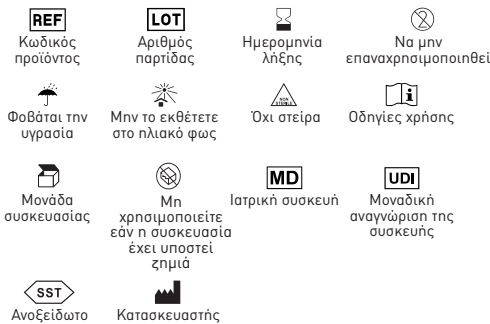 REF
LOT
2
Κωδικός
προϊόντος
Αριθμός
παρτίδας
Ημερομηνία
λήξης
Να μην
επαναχρησιμοποιηθεί
NON
STERILE
i
Φοβάται την
υγρασία
Μην το εκθέτετε
στο ηλιακό φως
Όχι στείρα
Οδηγίες χρήσης
MD
UDI
Μονάδα
συσκευασίας
Μη
χρησιμοποιείτε
εάν η συσκευασία
έχει υποστεί
ζημιά
Ιατρική συσκευή
Μοναδική
αναγνώριση της
συσκευής
SST
Ανοξείδωτο
Κατασκευαστής